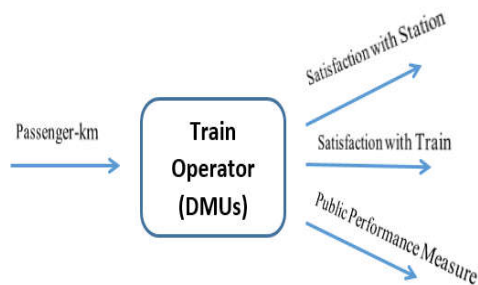 Satisfaction with Station
Passenger-km
Train
Operator
(DMUs)
Satisfaction with Train
Public Performance Measure